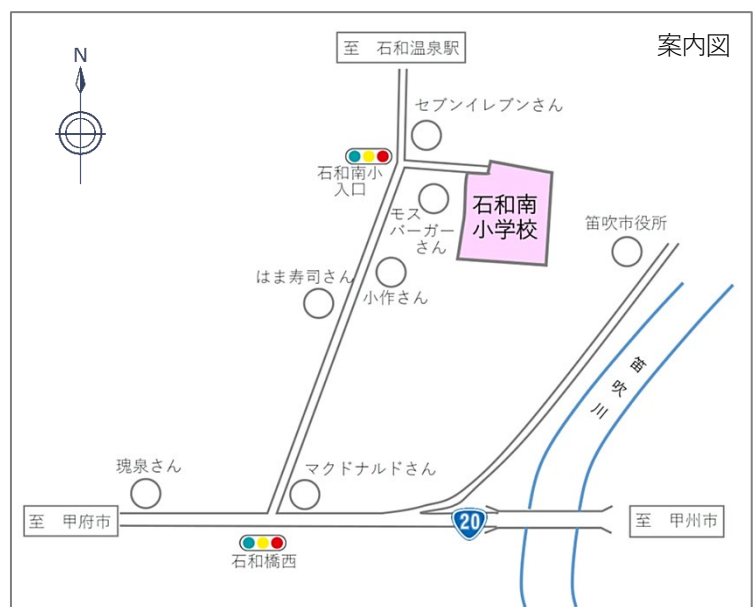 案内図
N
至 石和温泉駅
セブンイレブンさん
石和南小
入口
モス
バーガー
さん
石和南
小学校
笛吹市役所
はま寿司さん
小作さん
笛吹川
瑰泉さん
マクドナルドさん
至 甲府市
20
至 甲州市
石和橋西